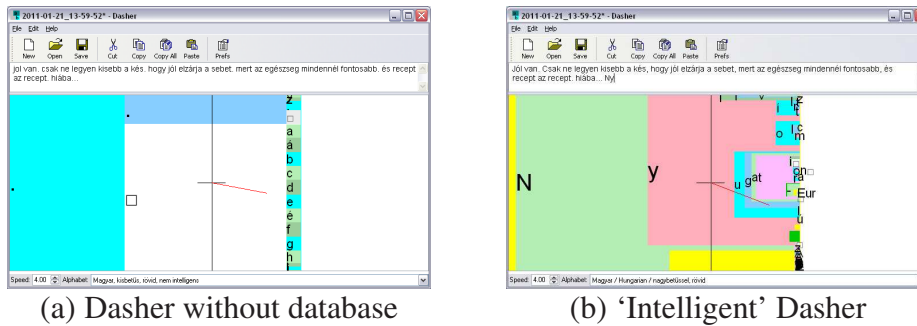 2011-01-21_13-59-52* - Dasher
File Edit Help
New Open Save Cut Copy Copy All Paste Prefs
jól van. csak ne legyen kisebb a kés. hogy jól elzárja a sebet. mert az egészseg mindennél fontosabb. és recept
az recept. hiába...
.
.
z
a
á
b
c
d
e
é
f
g
h
Speed: 4.00 Alphabet: Magyar, kisbetűs, rövid, nem intelligens
(a) Dasher without database
2011-01-21_13-59-52* - Dasher
File Edit Help
New Open Save Cut Copy Copy All Paste Prefs
Jól van. Csak ne legyen kisebb a kés, hogy jól elzárja a sebet, mert az egészseg mindennél fontosabb, és
recept az recept. hiába... Ny
N
y
u g at
i
o
Eur
Speed: 4.00 Alphabet: Magyar / Hungarian / nagybetűssel, rövid
(b) ‘Intelligent’ Dasher